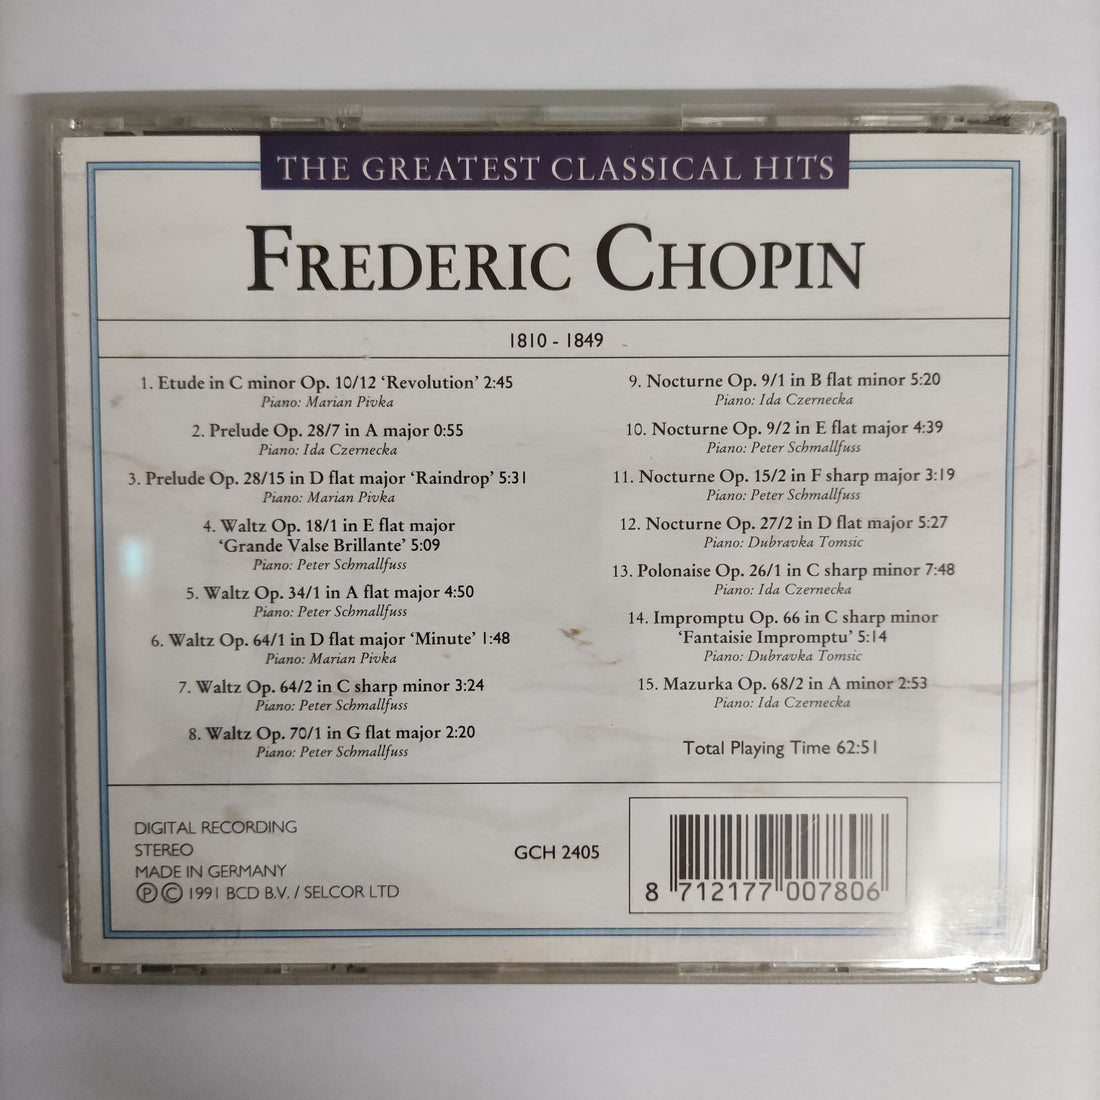 THE GREATEST CLASSICAL HITS
FREDERIC CHOPIN
1810 - 1849
1. Etude in C minor Op. 10/12 ‘Revolution’ 2:45
Piano: Marian Pivka
2. Prelude Op. 28/7 in A major 0:55
Piano: Ida Czernecka
3. Prelude Op. 28/15 in D flat major ‘Raindrop’ 5:31
Piano: Marian Pivka
4. Waltz Op. 18/1 in E flat major
‘Grande Valse Brillante’ 5:09
Piano: Peter Schmallfuss
5. Waltz Op. 34/1 in A flat major 4:50
Piano: Peter Schmallfuss
6. Waltz Op. 64/1 in D flat major ‘Minute’ 1:48
Piano: Marian Pivka
7. Waltz Op. 64/2 in C sharp minor 3:24
Piano: Peter Schmallfuss
8. Waltz Op. 70/1 in G flat major 2:20
Piano: Peter Schmallfuss
9. Nocturne Op. 9/1 in B flat minor 5:20
Piano: Ida Czernecka
10. Nocturne Op. 9/2 in E flat major 4:39
Piano: Peter Schmallfuss
11. Nocturne Op. 15/2 in F sharp major 3:19
Piano: Peter Schmallfuss
12. Nocturne Op. 27/2 in D flat major 5:27
Piano: Dubravka Tomsic
13. Polonaise Op. 26/1 in C sharp minor 7:48
Piano: Ida Czernecka
14. Impromptu Op. 66 in C sharp minor
‘Fantaisie Impromptu’ 5:14
Piano: Dubravka Tomsic
15. Mazurka Op. 68/2 in A minor 2:53
Piano: Ida Czernecka
Total Playing Time 62:51
DIGITAL RECORDING
STEREO
MADE IN GERMANY
Ⓟ Ⓒ 1991 BCD B.V. / SELCOR LTD
GCH 2405
8 712177 007806